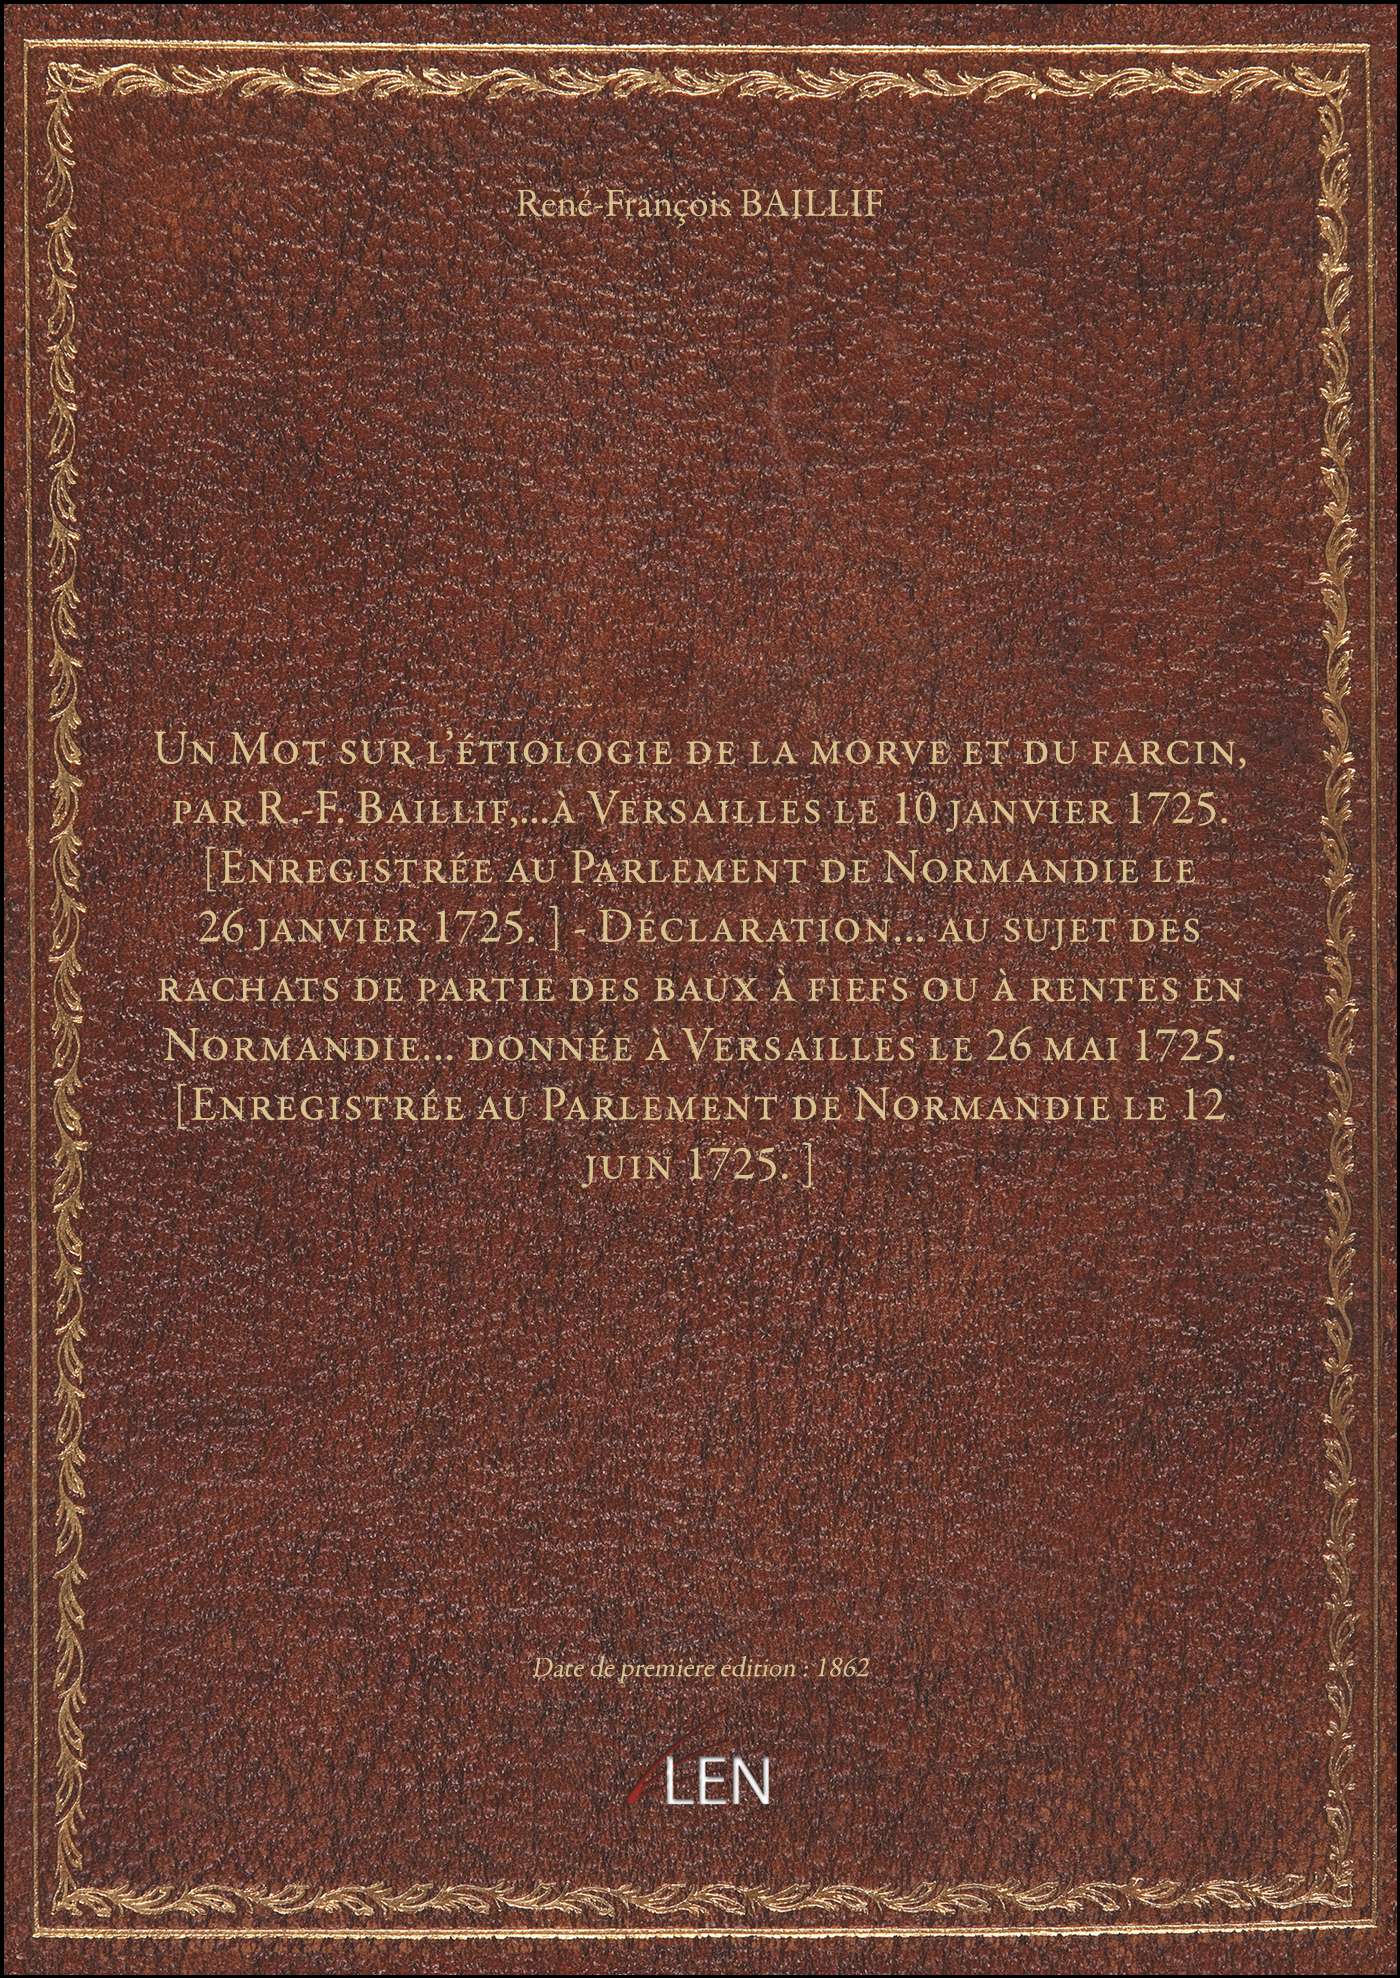 René-François BAILLIF
Un Mot sur l'étiologie de la morve et du farcin,
par R.-F. Baillif,...à Versailles le 10 janvier 1725.
[Enregistrée au Parlement de Normandie le
26 janvier 1725. ] - Déclaration... au sujet des
rachats de partie des baux à fiefs ou à rentes en
Normandie... donnée à Versailles le 26 mai 1725.
[Enregistrée au Parlement de Normandie le 12
juin 1725. ]
Date de première édition : 1862
LEN